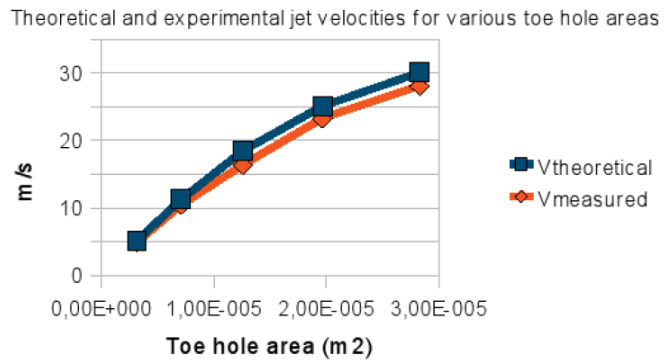 Theoretical and experimental jet velocities for various toe hole areas
30
20
10
0
m/s
0,00E+000 1,00E-005 2,00E-005 3,00E-005
Toe hole area (m2)
Vtheoretical
Vmeasured